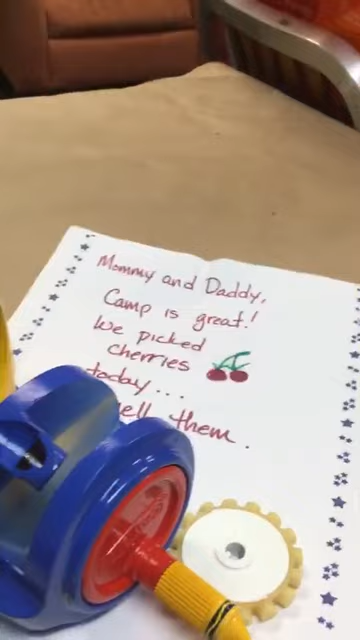 Mommy and Daddy,
Camp is great!
We picked
cherries
today...
them.